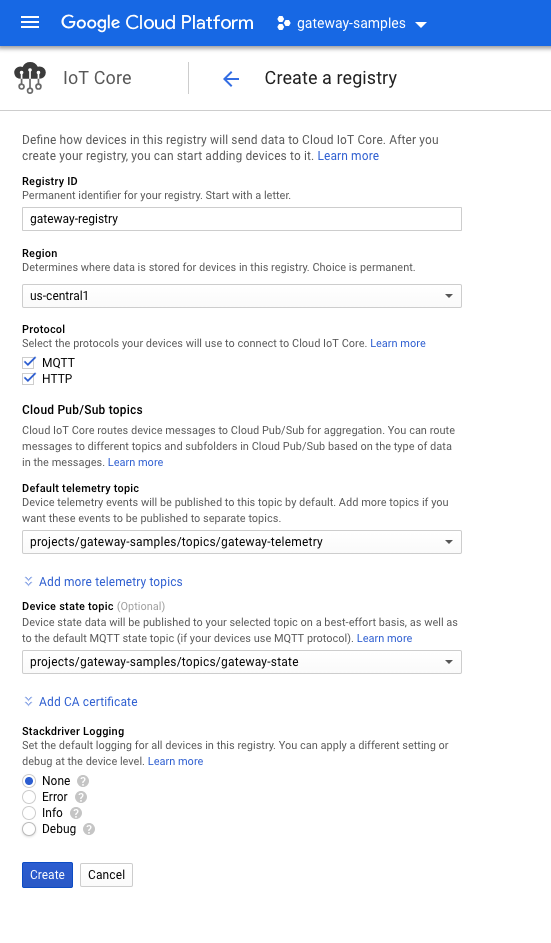 Google Cloud Platform
gateway-samples
IoT Core
Create a registry
Define how devices in this registry will send data to Cloud IoT Core. After you
create your registry, you can start adding devices to it. Learn more
Registry ID
Permanent identifier for your registry. Start with a letter.
gateway-registry
Region
Determines where data is stored for devices in this registry. Choice is permanent.
us-central1
Protocol
Select the protocols your devices will use to connect to Cloud IoT Core. Learn more
MQTT
HTTP
Cloud Pub/Sub topics
Cloud IoT Core routes device messages to Cloud Pub/Sub for aggregation. You can route
messages to different topics and subfolders in Cloud Pub/Sub based on the type of data
in the messages. Learn more
Default telemetry topic
Device telemetry events will be published to this topic by default. Add more topics if you
want these events to be published to separate topics.
projects/gateway-samples/topics/gateway-telemetry
Add more telemetry topics
Device state topic (Optional)
Device state data will be published to your selected topic on a best-effort basis, as well as
to the default MQTT state topic (if your devices use MQTT protocol). Learn more
projects/gateway-samples/topics/gateway-state
Add CA certificate
Stackdriver Logging
Set the default logging for all devices in this registry. You can apply a different setting or
debug at the device level. Learn more
None ?
Error ?
Info ?
Debug ?
Create Cancel